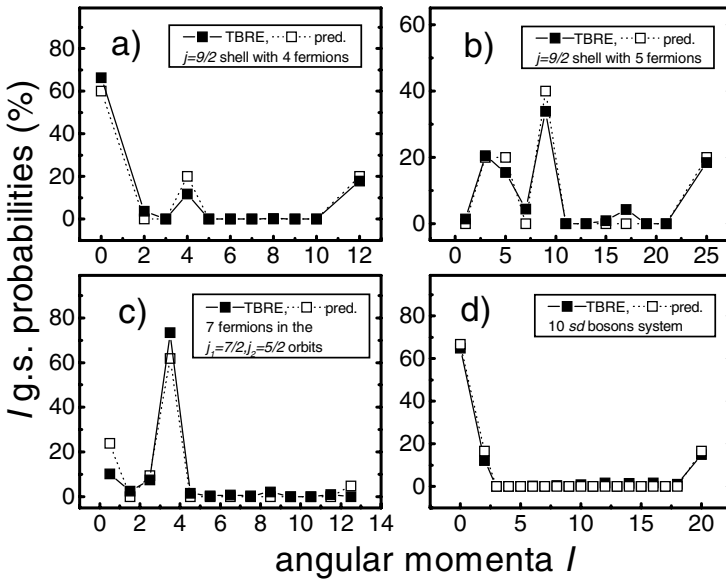 I g.s. probabilities (%)
a)
TBRE, pred.
j=9/2 shell with 4 fermions
80
60
40
20
0
0 2 4 6 8 10 12
b)
TBRE, pred.
j=9/2 shell with 5 fermions
60
40
20
0
0 5 10 15 20 25
c)
TBRE, pred.
7 fermions in the
j1=7/2,j2=5/2 orbits
80
60
40
20
0
0 2 4 6 8 10 12 14
d)
TBRE, pred.
10 sd bosons system
80
60
40
20
0
0 5 10 15 20
angular momenta I